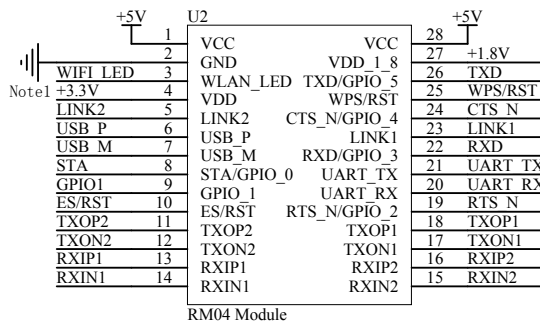 +5V U2 +5V
1 VCC VCC 28
2 GND VDD_1_8 27 +1.8V
WIFI_LED 3 WLAN_LED TXD/GPIO_5 26 TXD
Note1 +3.3V 4 VDD WPS/RST 25 WPS/RST
LINK2 5 LINK2 CTS_N/GPIO_4 24 CTS_N
USB_P 6 USB_P LINK1 23 LINK1
USB_M 7 USB_M RXD/GPIO_3 22 RXD
STA 8 STA/GPIO_0 UART_TX 21 UART_TX
GPIO1 9 GPIO_1 UART_RX 20 UART_RX
ES/RST 10 ES/RST RTS_N/GPIO_2 19 RTS_N
TXOP2 11 TXOP2 TXOP1 18 TXOP1
TXON2 12 TXON2 TXON1 17 TXON1
RXIP1 13 RXIP1 RXIP2 16 RXIP2
RXIN1 14 RXIN1 RXIN2 15 RXIN2
RM04 Module